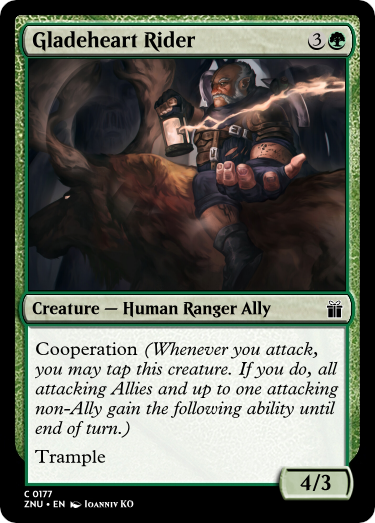 Gladeheart Rider 3
Creature — Human Ranger Ally
Cooperation (Whenever you attack,
you may tap this creature. If you do, all
attacking Allies and up to one attacking
non-Ally gain the following ability until
end of turn.)
Trample
4/3
C 0177
ZNU • EN Ioanniv KO